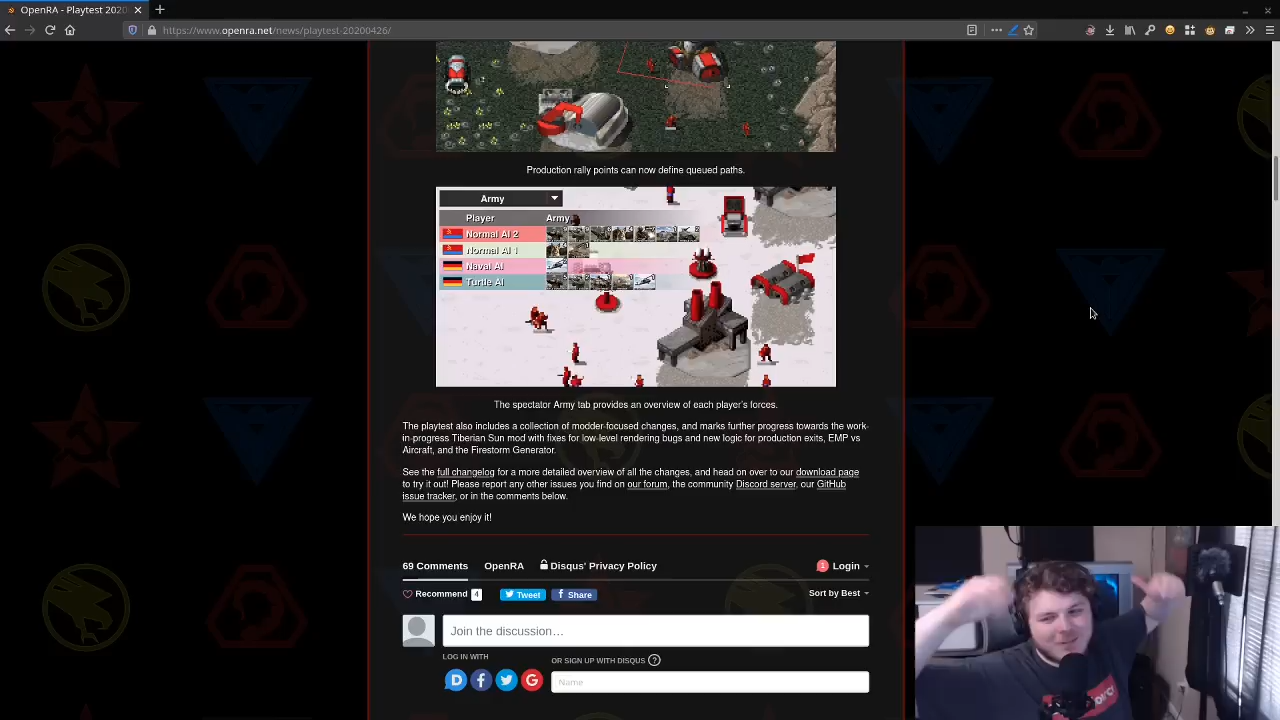 OpenRA - Playtest 2020
https://www.openra.net/news/playtest-20200426/
Production rally points can now define queued paths.
Army
Player Army
Normal AI 2
Normal AI 1
Naval AI
Turtle AI
The spectator Army tab provides an overview of each player's forces.
The playtest also includes a collection of modder-focused changes, and marks further progress towards the work-
in-progress Tiberian Sun mod with fixes for low-level rendering bugs and new logic for production exits, EMP vs
Aircraft, and the Firestorm Generator.
See the full changelog for a more detailed overview of all the changes, and head on over to our download page
to try it out! Please report any other issues you find on our forum, the community Discord server, our GitHub
issue tracker, or in the comments below.
We hope you enjoy it!
69 Comments OpenRA Disqus' Privacy Policy 1 Login
Recommend 4 Tweet Share Sort by Best
Join the discussion…
LOG IN WITH OR SIGN UP WITH DISQUS ?
Name